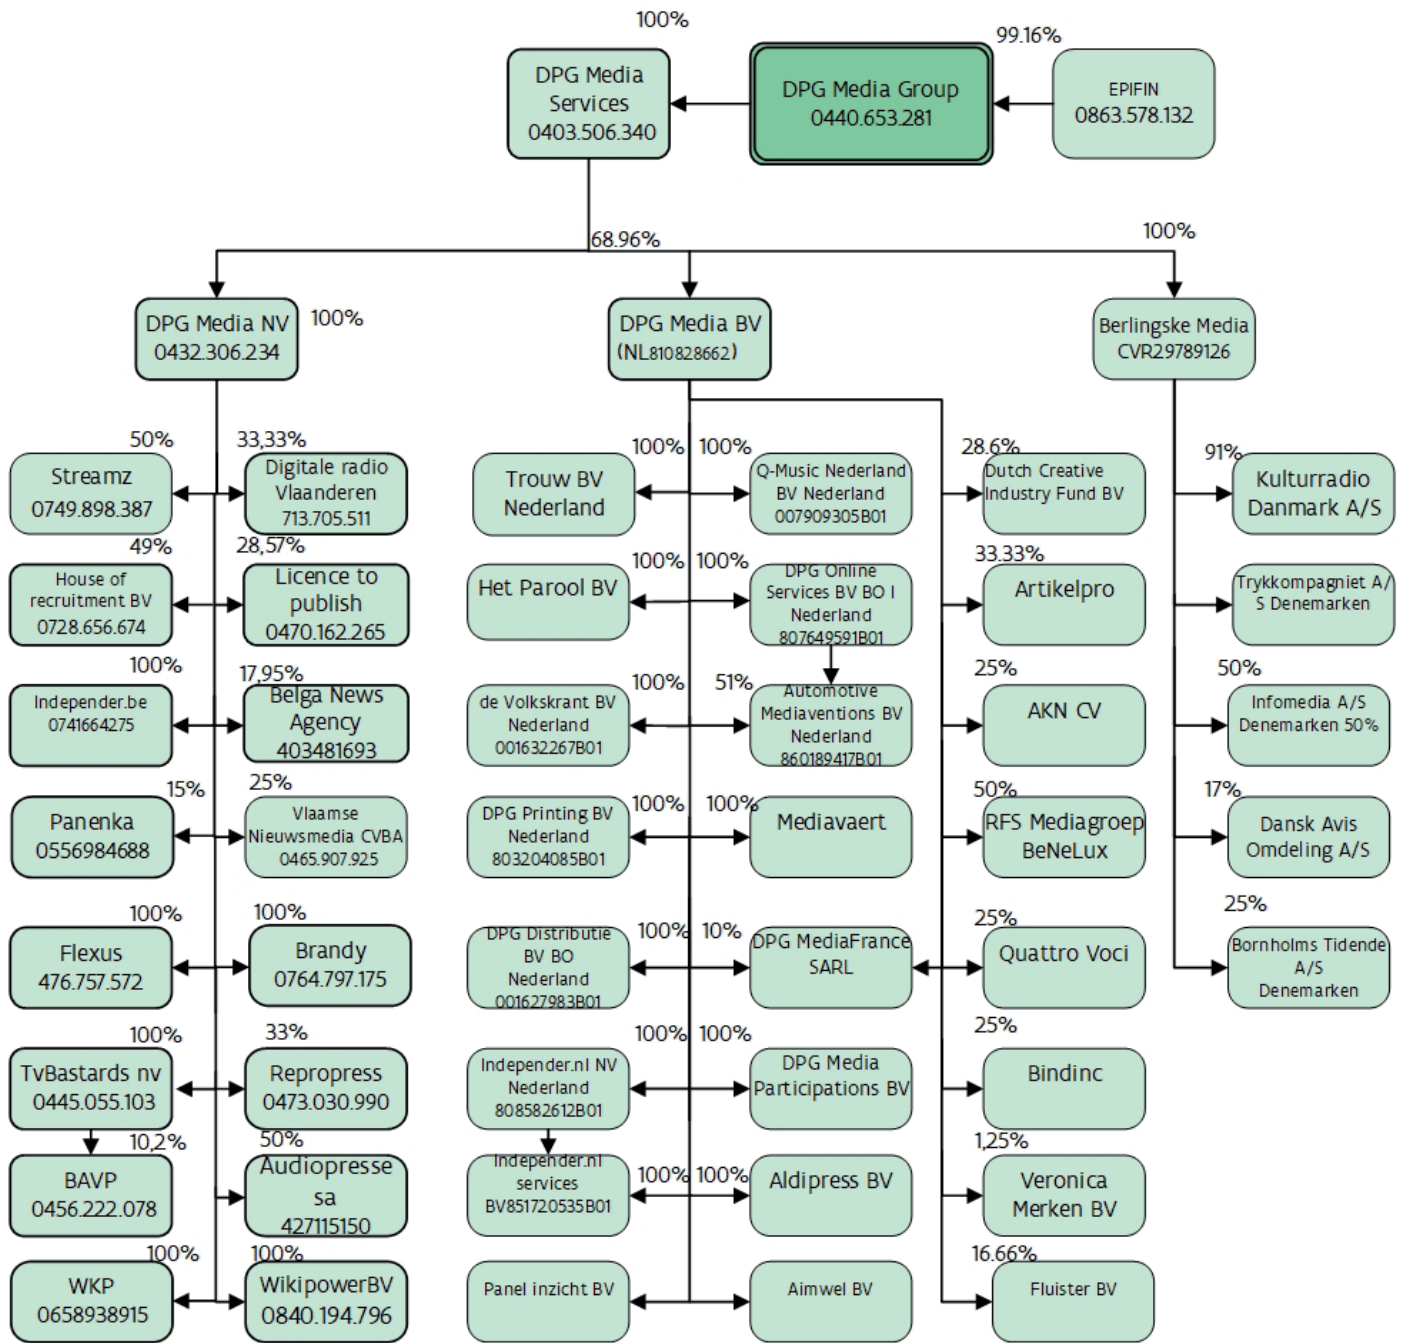 100%
99.16%
DPG Media
Services
0403.506.340
DPG Media Group
0440.653.281
EPIFIN
0863.578.132
68.96%
100%
DPG Media NV
0432.306.234
100%
DPG Media BV
(NL810828662)
Berlingske Media
CVR29789126
50%
Streamz
0749.898.387
33,33%
Digitale radio
Vlaanderen
713.705.511
49%
House of
recruitment BV
0728.656.674
28,57%
Licence to
publish
0470.162.265
100%
Independer.be
0741664275
17,95%
Belga News
Agency
403481693
15%
Panenka
0556984688
25%
Vlaamse
Nieuwsmedia CVBA
0465.907.925
100%
Flexus
476.757.572
100%
Brandy
0764.797.175
100%
TvBastards nv
0445.055.103
33%
Repropress
0473.030.990
10,2%
BAVP
0456.222.078
50%
Audiopresse
sa
427115150
100%
WKP
0658938915
100%
WikipowerBV
0840.194.796
100%
Trouw BV
Nederland
100%
Q-Music Nederland
BV Nederland
007909305B01
100%
Het Parool BV
100%
DPG Online
Services BV BO I
Nederland
807649591B01
100%
de Volkskrant BV
Nederland
001632267B01
51%
Automotive
Mediaventions BV
Nederland
860189417B01
100%
DPG Printing BV
Nederland
803204085B01
100%
Mediavaert
100%
DPG Distributie
BV BO
Nederland
001627983B01
10%
DPG MediaFrance
SARL
100%
Independer.nl NV
Nederland
808582612B01
100%
DPG Media
Participations BV
100%
Independer.nl
services
BV851720535B01
100%
Aldipress BV
Panel inzicht BV
Aimwel BV
28.6%
Dutch Creative
Industry Fund BV
33.33%
Artikelpro
25%
AKN CV
50%
RFS Mediagroep
BeNeLux
25%
Quattro Voci
25%
Bindinc
1,25%
Veronica
Merken BV
16.66%
Fluister BV
91%
Kulturradio
Danmark A/S
Trykkompagniet A/
S Denemarken
50%
Infomedia A/S
Denemarken 50%
17%
Dansk Avis
Omdeling A/S
25%
Bornholms Tidende
A/S
Denemarken